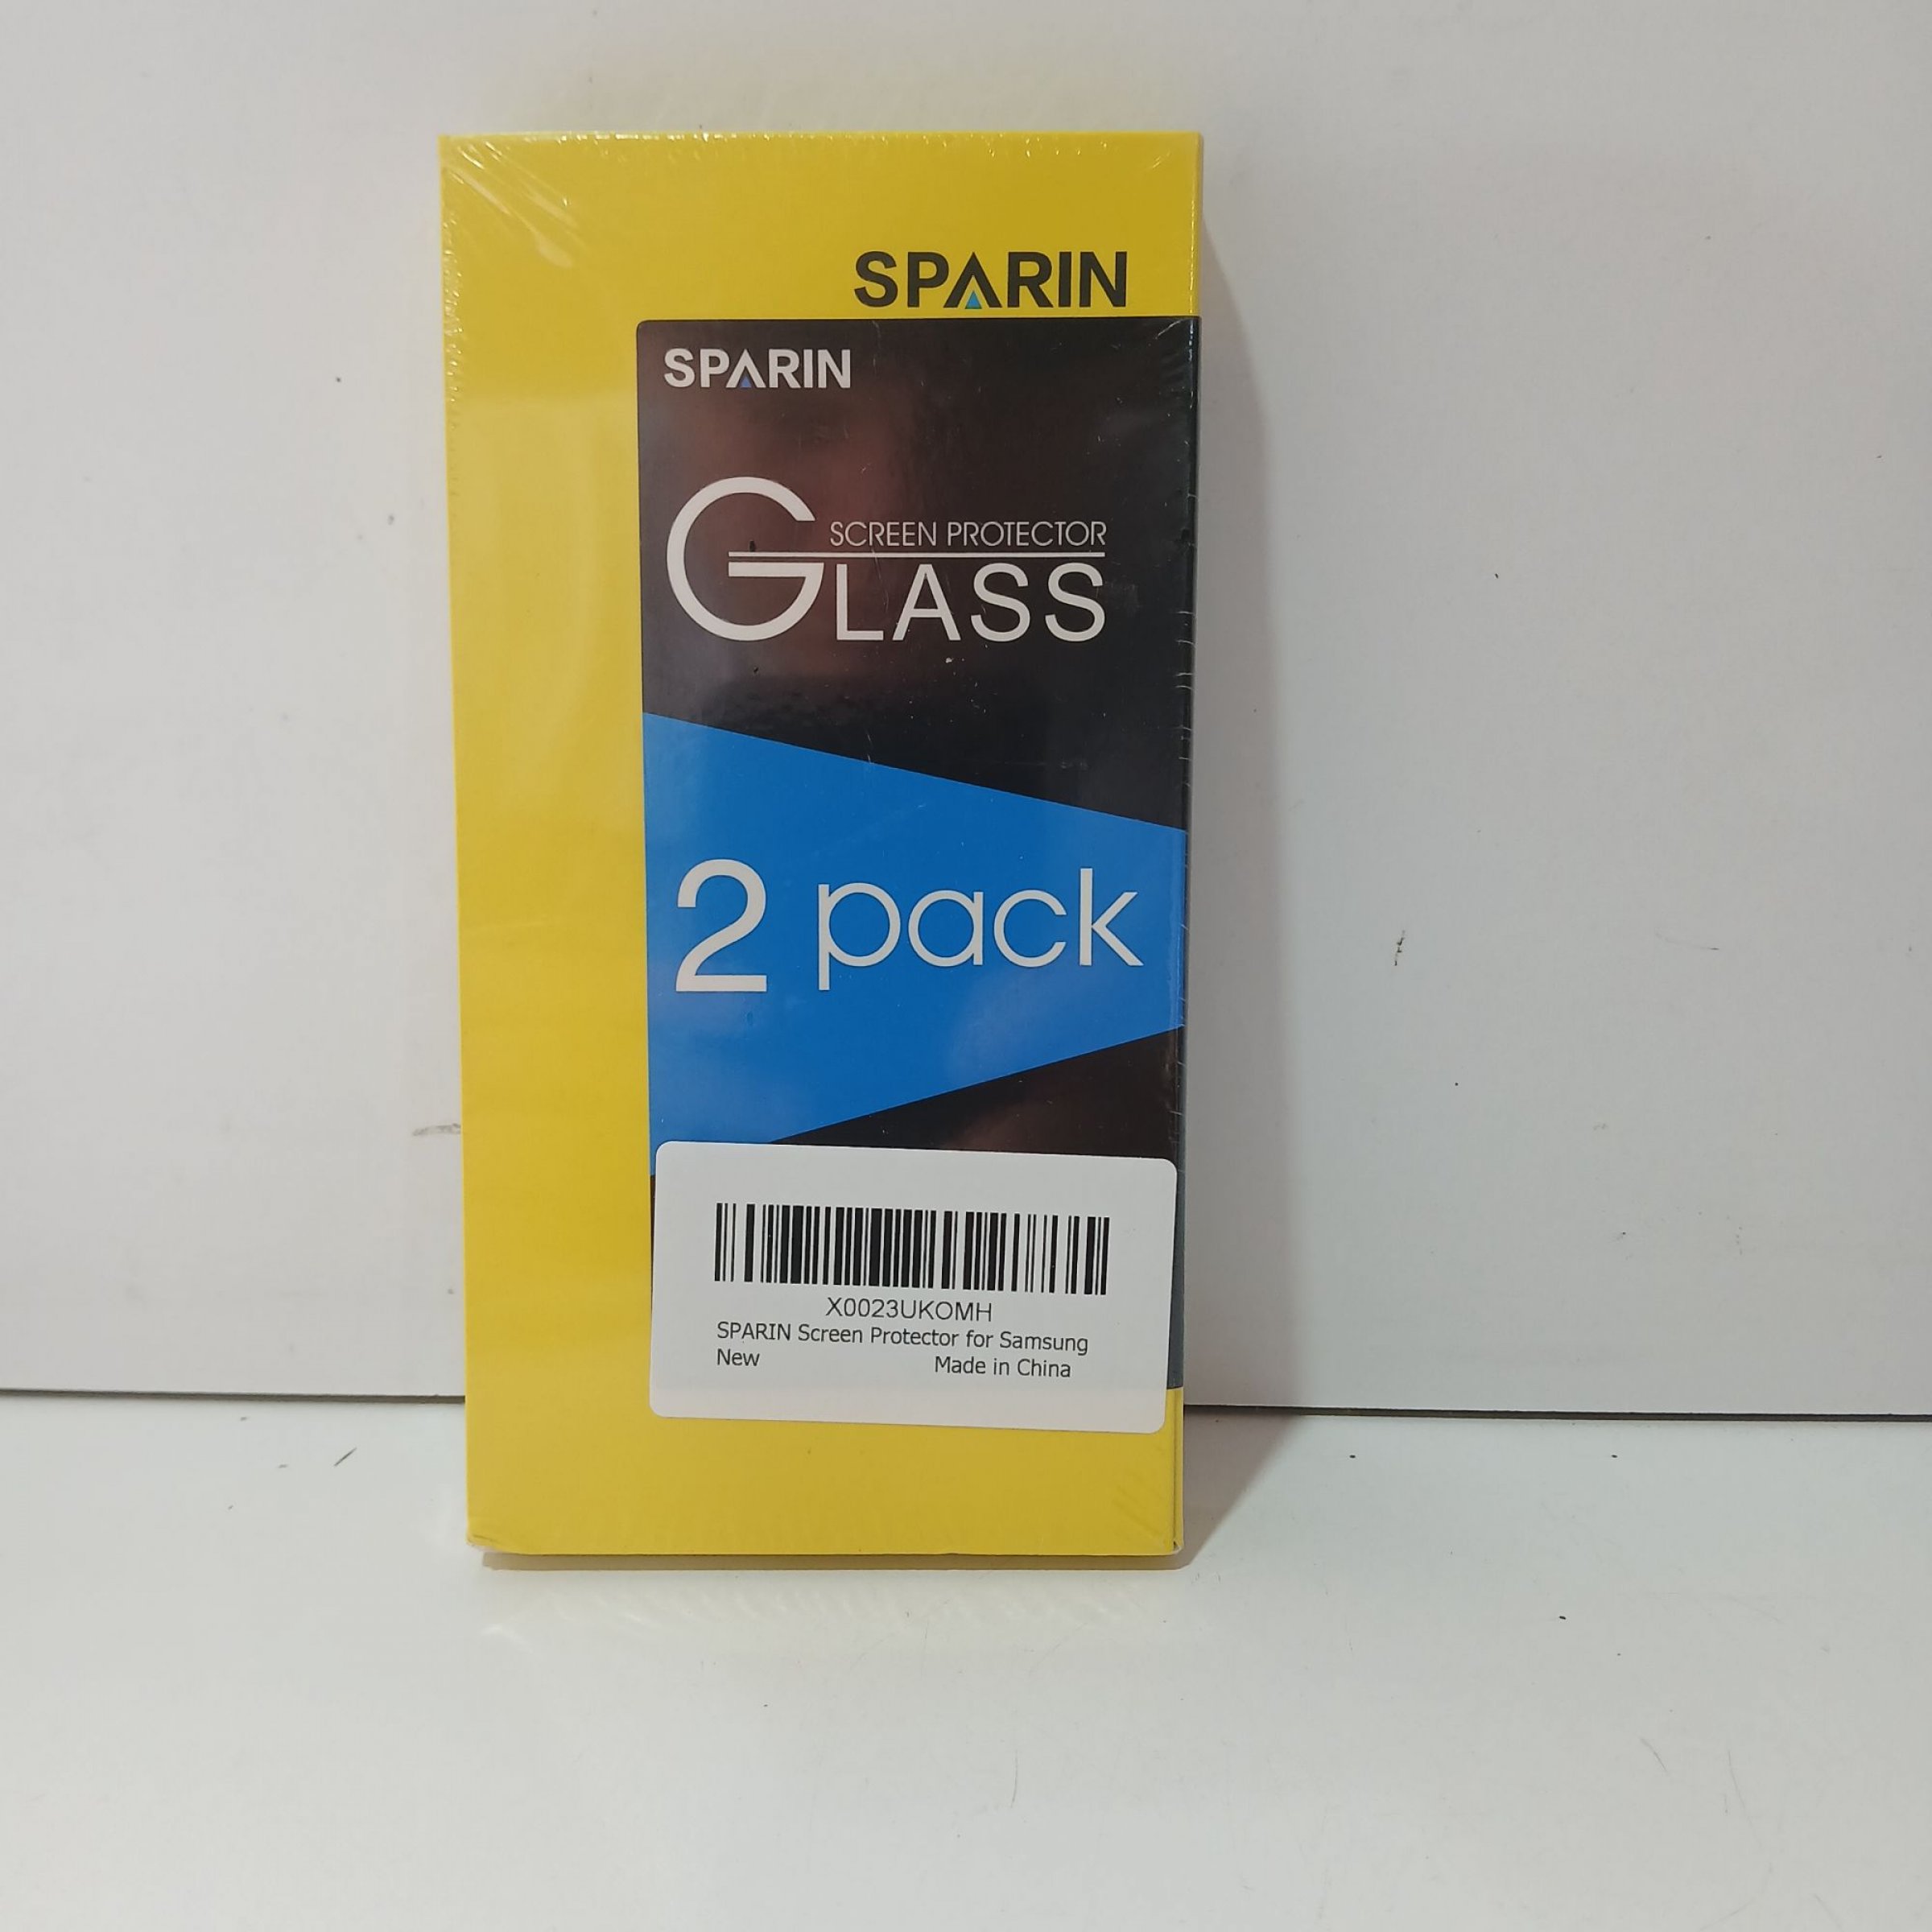 SPARIN
SPARIN
SCREEN PROTECTOR
GLASS
2 pack
X0023UKOMH
SPARIN Screen Protector for Samsung
New Made in China